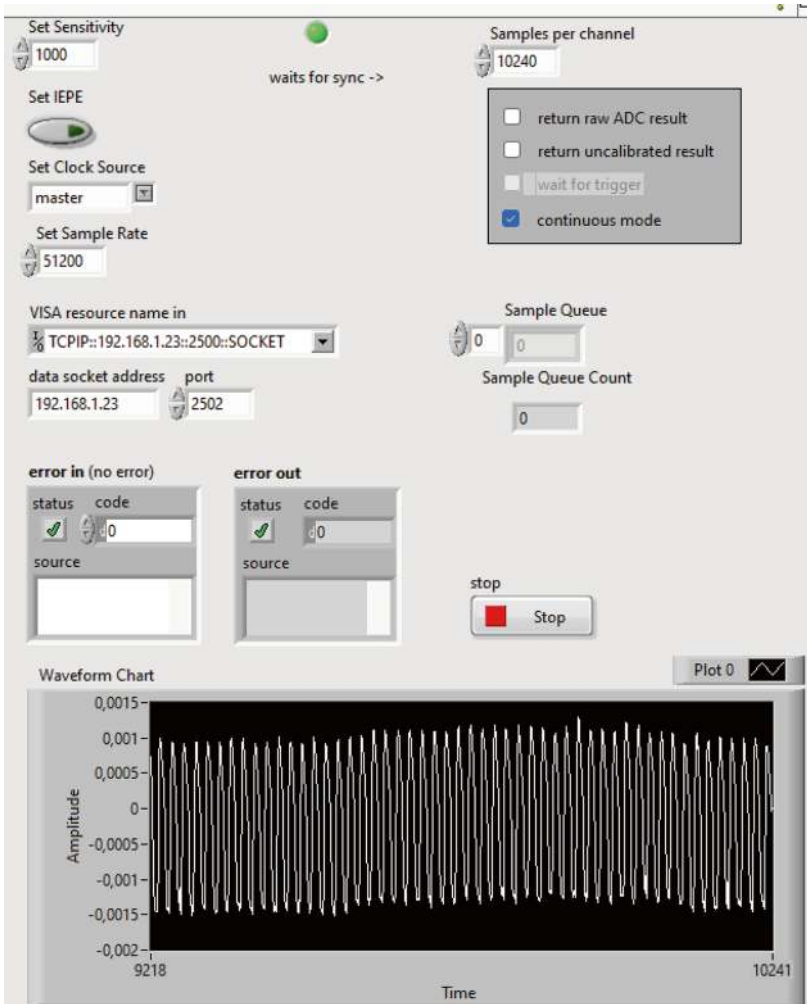 Set Sensitivity
1000
waits for sync ->
Samples per channel
10240
Set IEPE
return raw ADC result
return uncalibrated result
wait for trigger
continuous mode
Set Clock Source
master
Set Sample Rate
51200
VISA resource name in
TCPIP::192.168.1.23::2500::SOCKET
data socket address port
192.168.1.23 2502
Sample Queue
0 0
Sample Queue Count
0
error in (no error)
status code
d0
source
error out
status code
d0
source
stop
Stop
Waveform Chart
Plot 0
0,0015
0,001
0,0005
0
-0,0005
-0,001
-0,0015
-0,002
Amplitude
9218 10241
Time